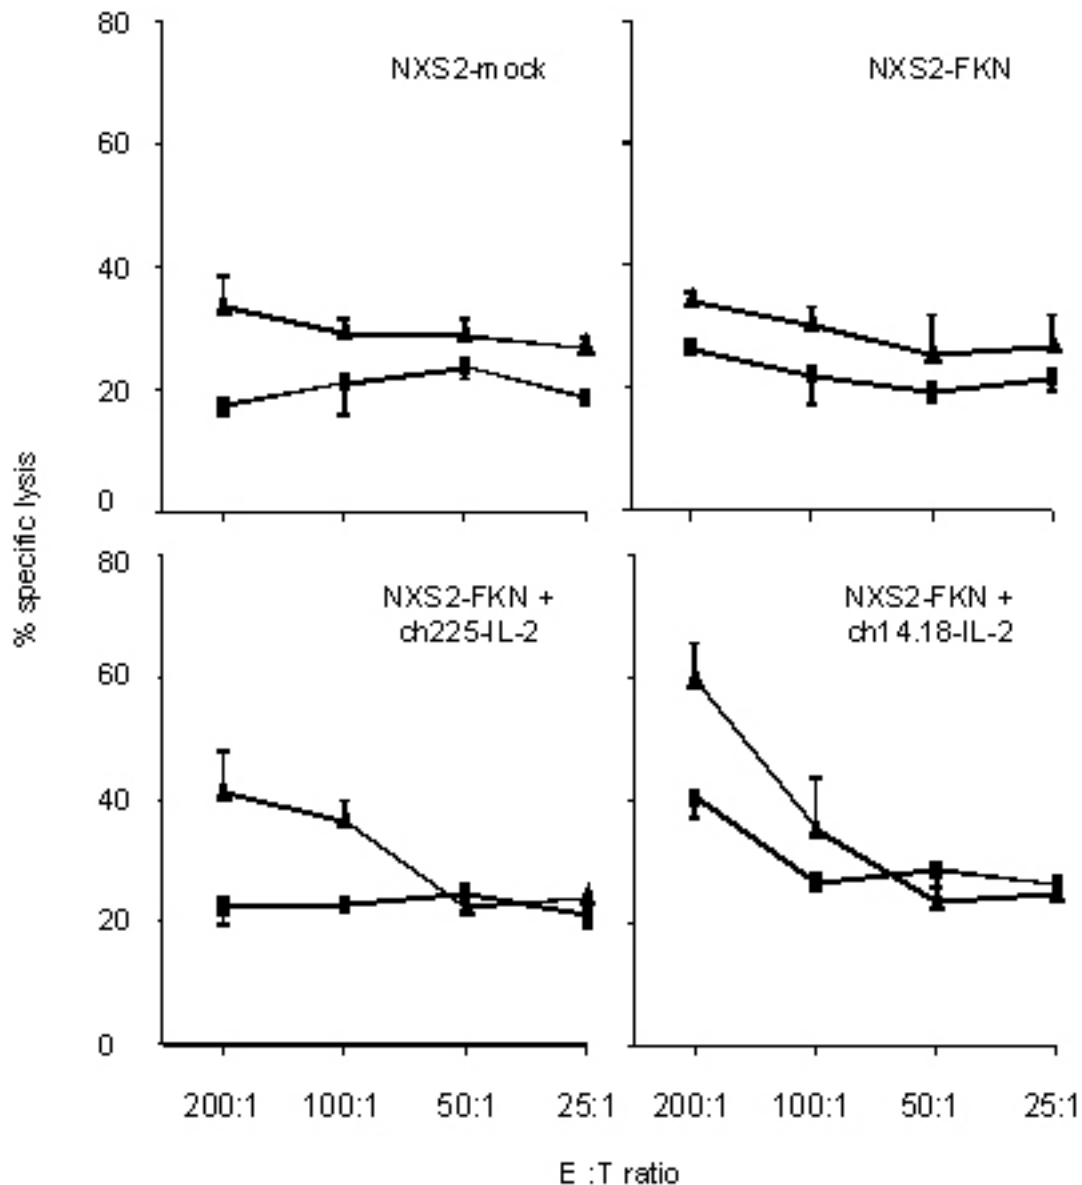 80
60
40
20
0
NXS2-mock
NXS2-FKN
% specific lysis
80
60
40
20
0
NXS2-FKN +
ch225-IL-2
NXS2-FKN +
ch14.18-IL-2
200:1 100:1 50:1 25:1 200:1 100:1 50:1 25:1
E :T ratio